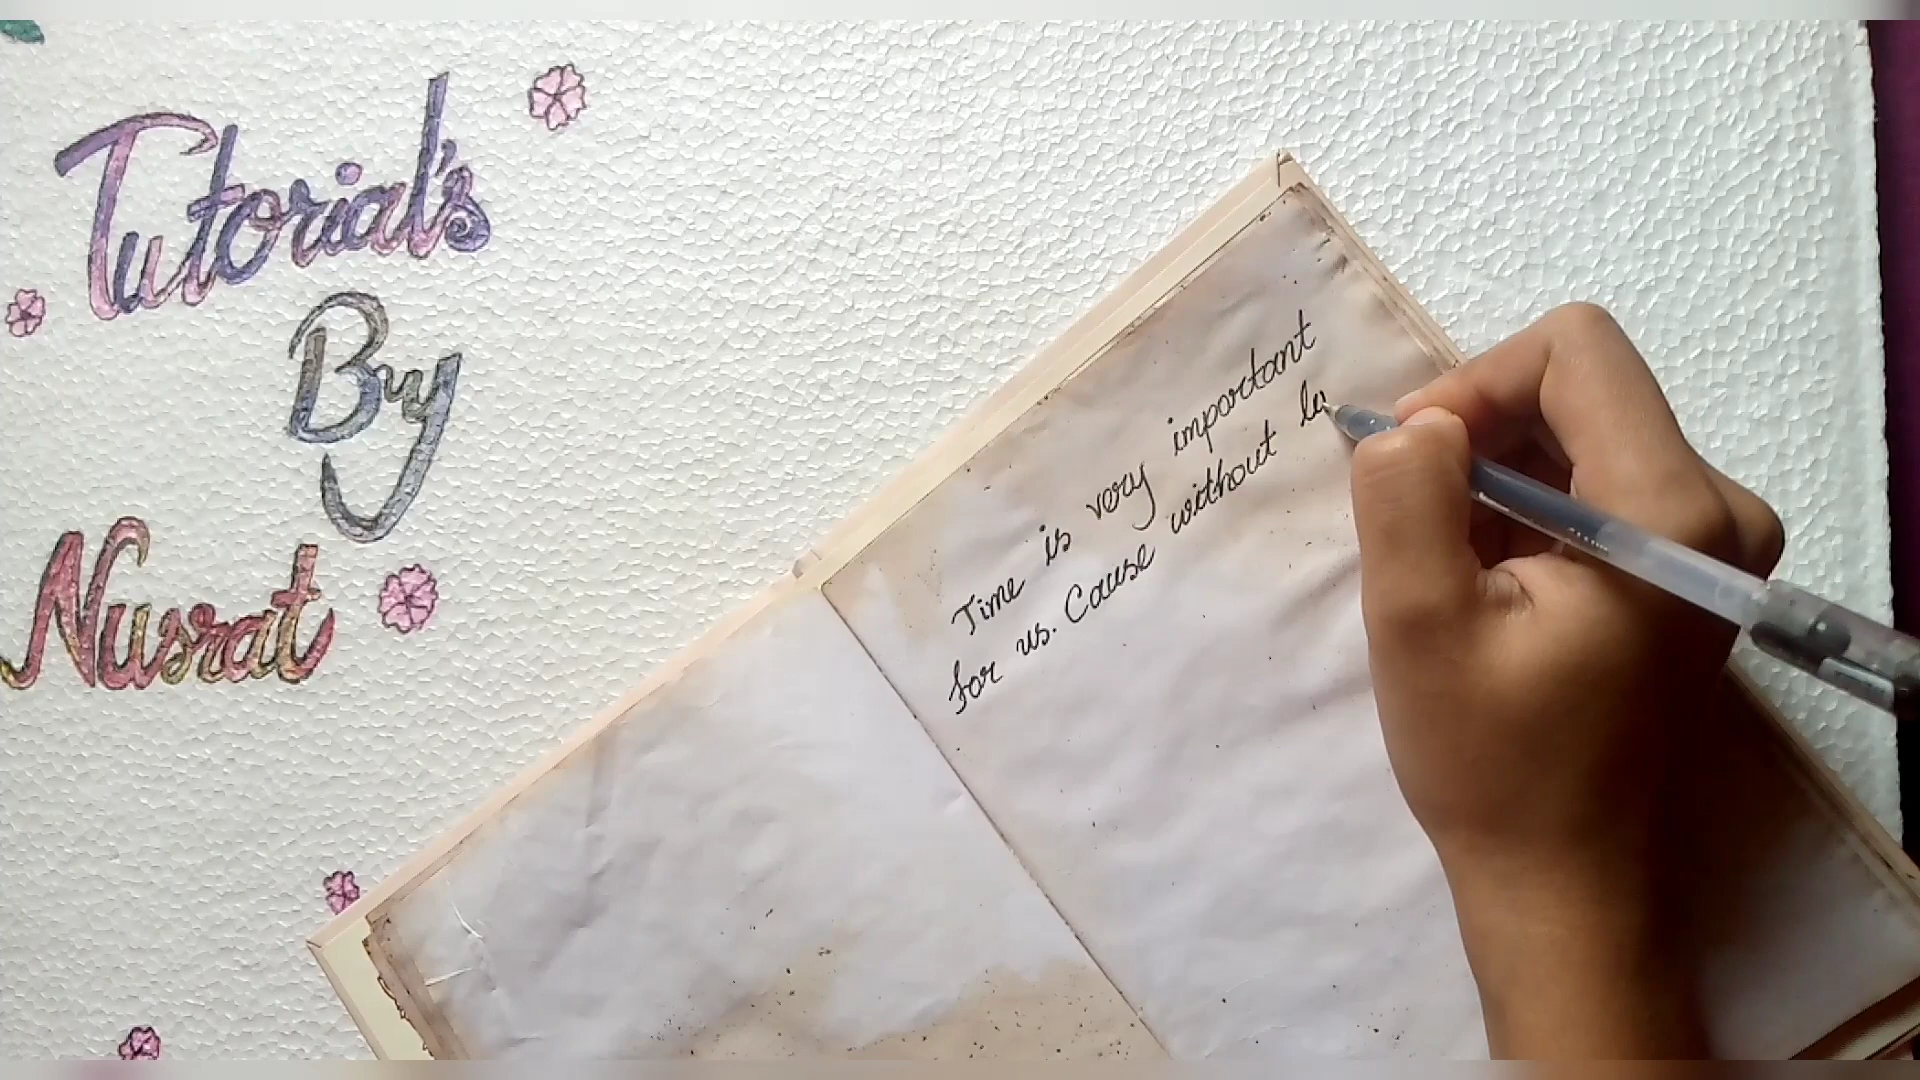 Tutorial's
By
Nusrat
Time is very important
for us. Cause without